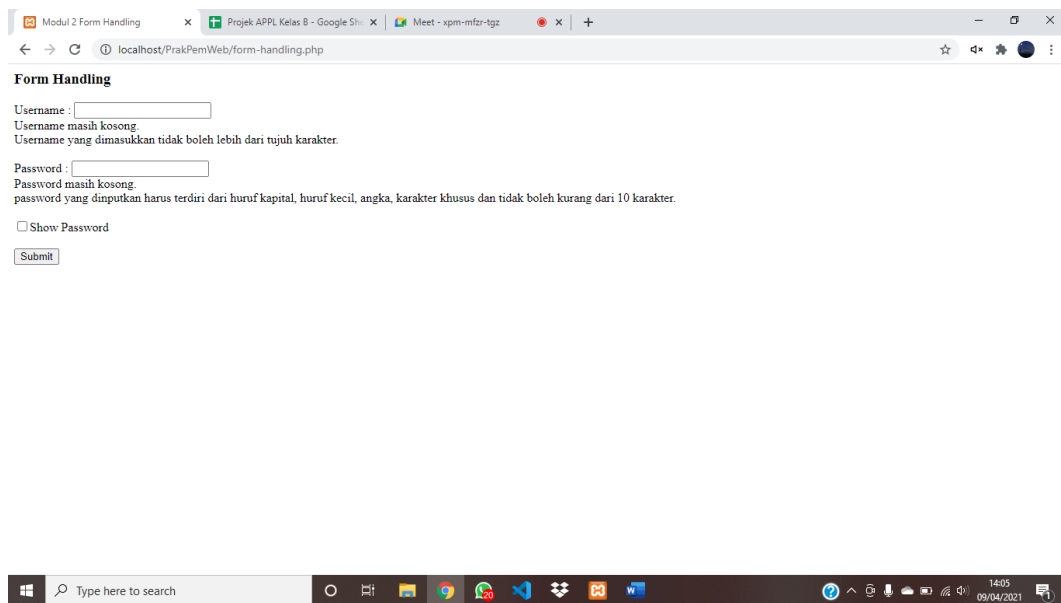 Modul 2 Form Handling
Projek APPL Kelas B - Google She
Meet - xpm-mfzr-tgz
localhost/PrakPemWeb/form-handling.php
Form Handling
Username :
Username masih kosong.
Username yang dimasukkan tidak boleh lebih dari tujuh karakter.
Password :
Password masih kosong.
password yang dinputkan harus terdiri dari huruf kapital, huruf kecil, angka, karakter khusus dan tidak boleh kurang dari 10 karakter.
Show Password
Submit
Type here to search
20
14:05
09/04/2021
1